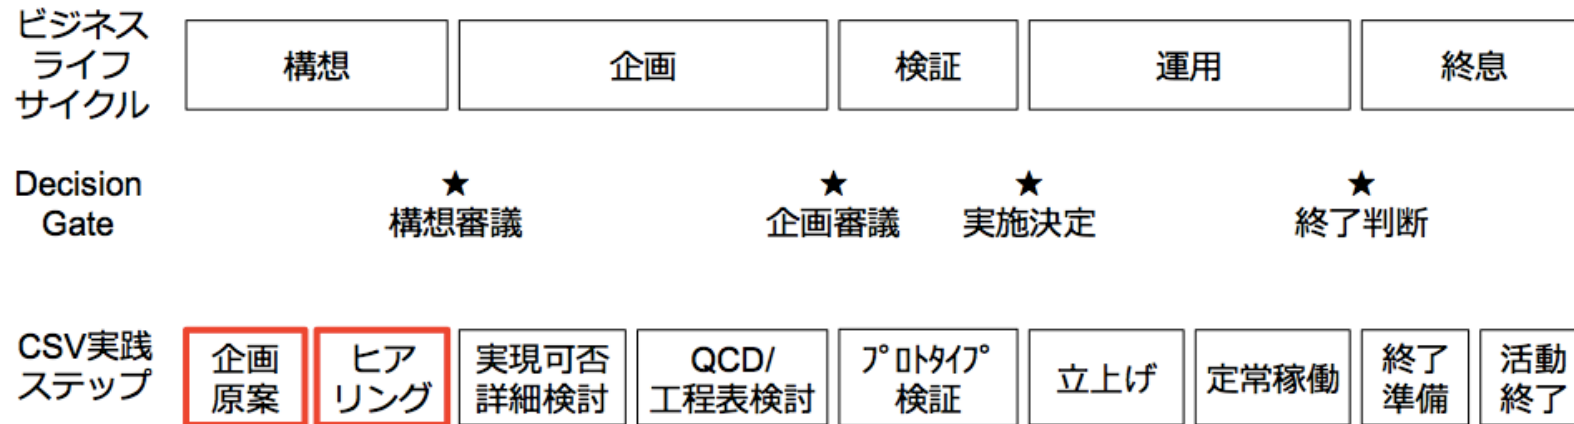 ビジネス
ライフ
サイクル
構想
企画
検証
運用
終息
Decision
Gate
★
構想審議
★
企画審議
★
実施決定
★
終了判断
CSV実践
ステップ
企画
原案
ヒア
リング
実現可否
詳細検討
QCD/
工程表検討
プロトタイプ
検証
立上げ
定常稼働
終了
準備
活動
終了